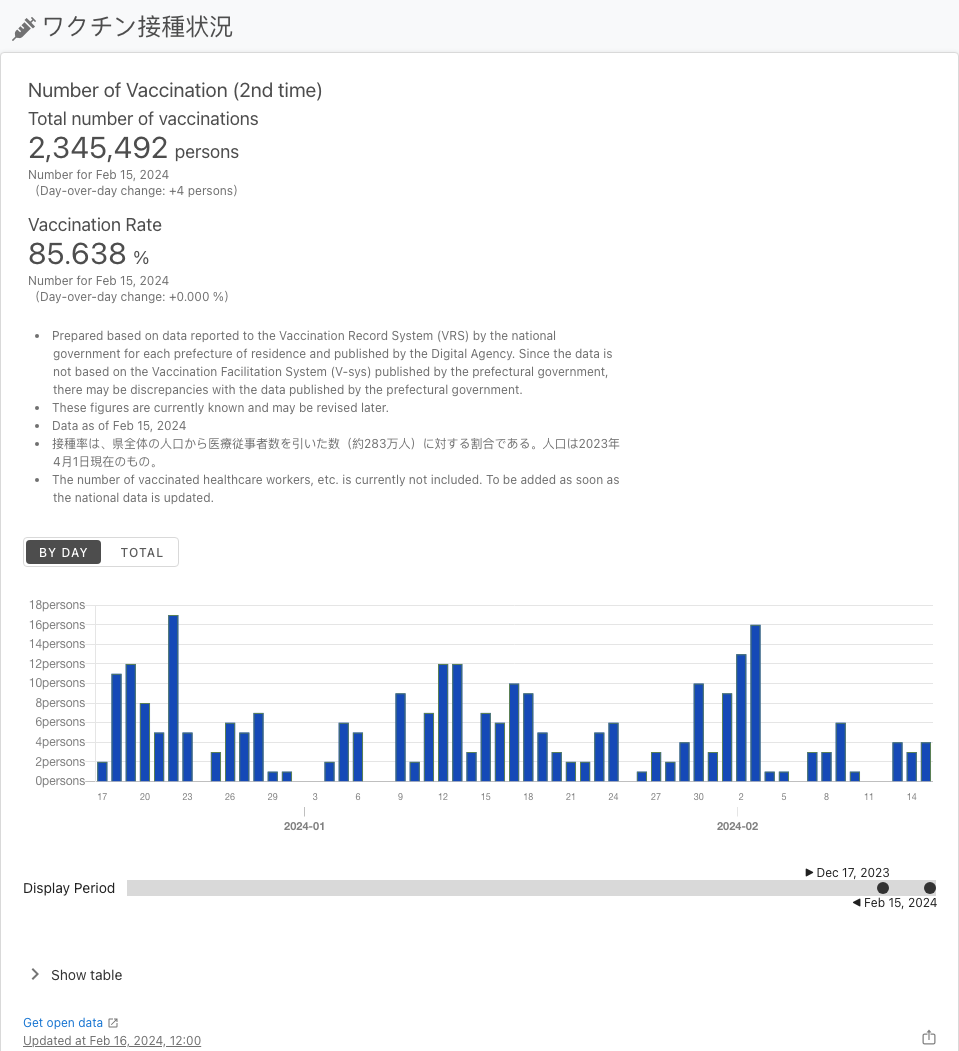 ワクチン接種状況
Number of Vaccination (2nd time)
Total number of vaccinations
2,345,492 persons
Number for Feb 15, 2024
(Day-over-day change: +4 persons)
Vaccination Rate
85.638 %
Number for Feb 15, 2024
(Day-over-day change: +0.000 %)
• Prepared based on data reported to the Vaccination Record System (VRS) by the national
government for each prefecture of residence and published by the Digital Agency. Since the data is
not based on the Vaccination Facilitation System (V-sys) published by the prefectural government,
there may be discrepancies with the data published by the prefectural government.
• These figures are currently known and may be revised later.
• Data as of Feb 15, 2024
• 接種率は、県全体の人口から医療従事者数を引いた数（約283万人）に対する割合である。人口は2023年
4月1日現在のもの。
• The number of vaccinated healthcare workers, etc. is currently not included. To be added as soon as
the national data is updated.
BY DAY TOTAL
18persons
16persons
14persons
12persons
10persons
8persons
6persons
4persons
2persons
0persons
17 20 23 26 29 3 6 9 12 15 18 21 24 27 30 2 5 8 11 14
2024-01 2024-02
▶ Dec 17, 2023
Display Period
◀ Feb 15, 2024
Show table
Get open data
Updated at Feb 16, 2024, 12:00